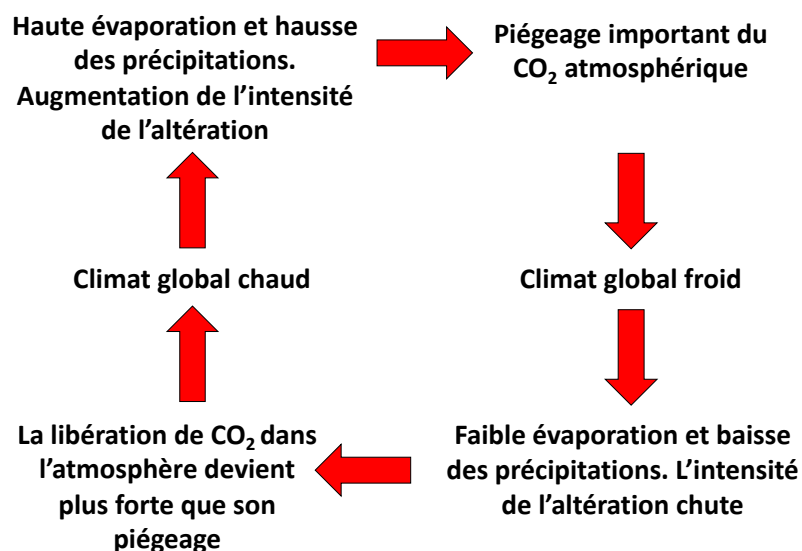 Haute évaporation et hausse
des précipitations.
Augmentation de l'intensité
de l'altération
Piégeage important du
CO₂ atmosphérique
Climat global chaud
Climat global froid
La libération de CO₂ dans
l'atmosphère devient
plus forte que son
piégeage
Faible évaporation et baisse
des précipitations. L'intensité
de l'altération chute